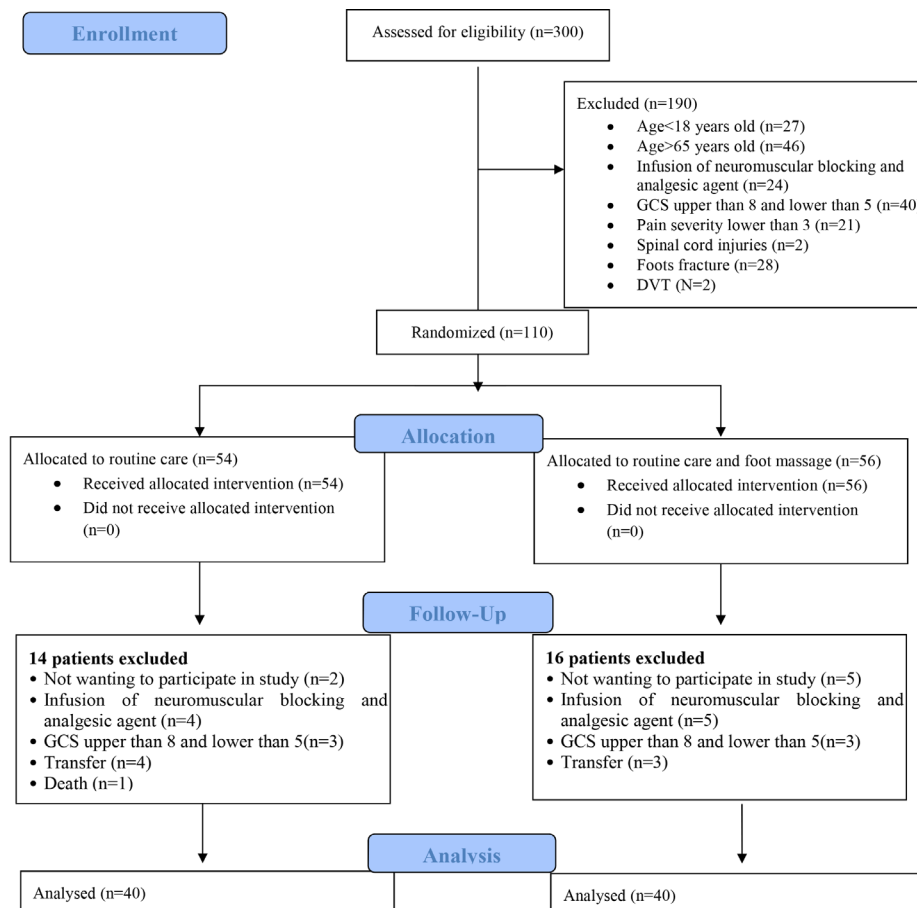 Enrollment
Assessed for eligibility (n=300)
Excluded (n=190)
• Age<18 years old (n=27)
• Age>65 years old (n=46)
• Infusion of neuromuscular blocking and
analgesic agent (n=24)
• GCS upper than 8 and lower than 5 (n=40
• Pain severity lower than 3 (n=21)
• Spinal cord injuries (n=2)
• Foots fracture (n=28)
• DVT (N=2)
Randomized (n=110)
Allocation
Allocated to routine care (n=54)
• Received allocated intervention (n=54)
• Did not receive allocated intervention
(n=0)
Allocated to routine care and foot massage (n=56)
• Received allocated intervention (n=56)
• Did not receive allocated intervention
(n=0)
Follow-Up
14 patients excluded
• Not wanting to participate in study (n=2)
• Infusion of neuromuscular blocking and
analgesic agent (n=4)
• GCS upper than 8 and lower than 5(n=3)
• Transfer (n=4)
• Death (n=1)
16 patients excluded
• Not wanting to participate in study (n=5)
• Infusion of neuromuscular blocking and
analgesic agent (n=5)
• GCS upper than 8 and lower than 5(n=3)
• Transfer (n=3)
Analysis
Analysed (n=40)
Analysed (n=40)